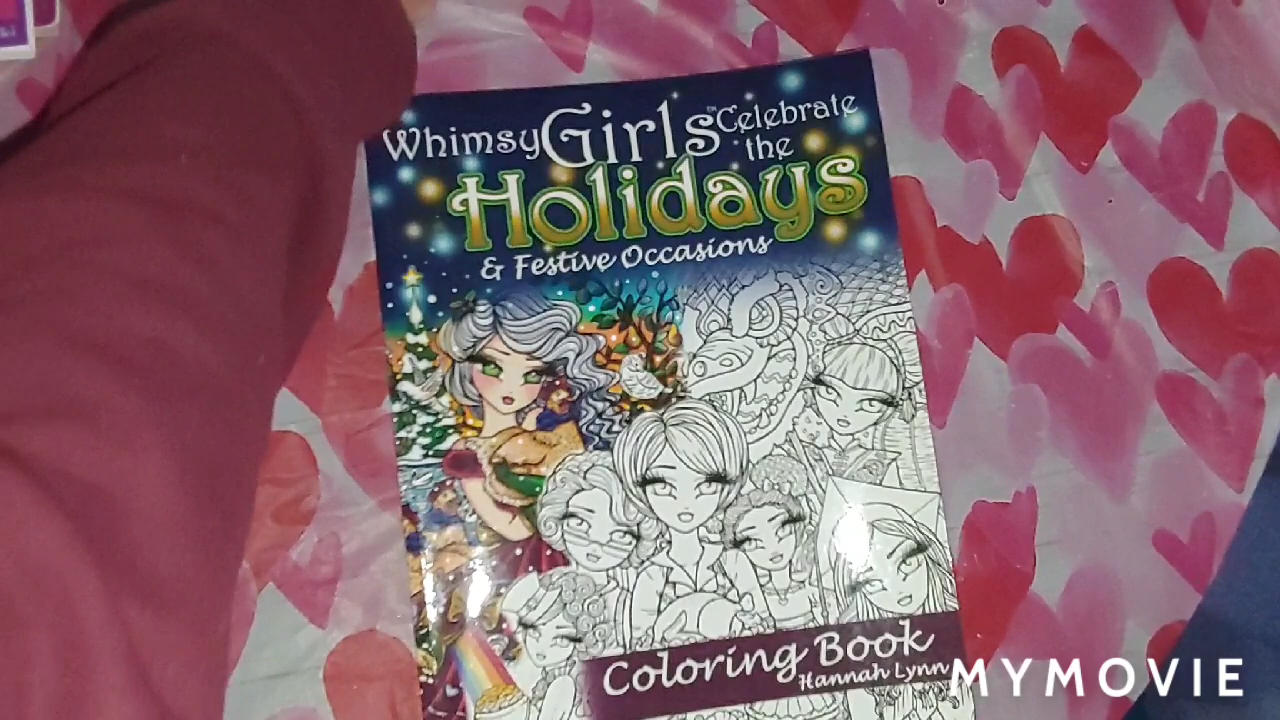 Whimsy Girls™ Celebrate
the
Holidays
& Festive Occasions
Coloring Book
Hannah Lynn
MYMOVIE